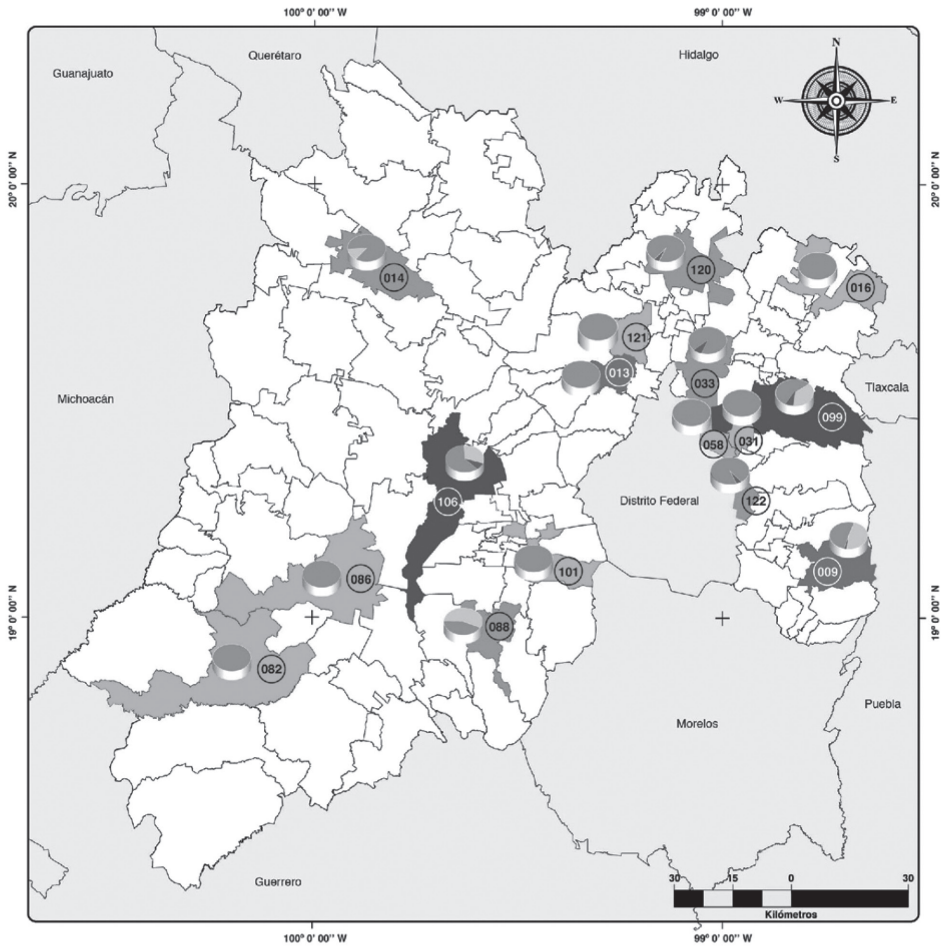 100° 0' 00'' W
99° 0' 00'' W
Querétaro
Hidalgo
Guanajuato
N
W
E
S
20° 0' 00'' N
20° 0' 00'' N
120
014
016
121
013
033
Tlaxcala
Michoacán
099
058
031
106
Distrito Federal
122
086
101
009
19° 0' 00'' N
19° 0' 00'' N
088
082
Puebla
Morelos
Guerrero
30
15
0
30
Kilómetros
100° 0' 00'' W
99° 0' 00'' W